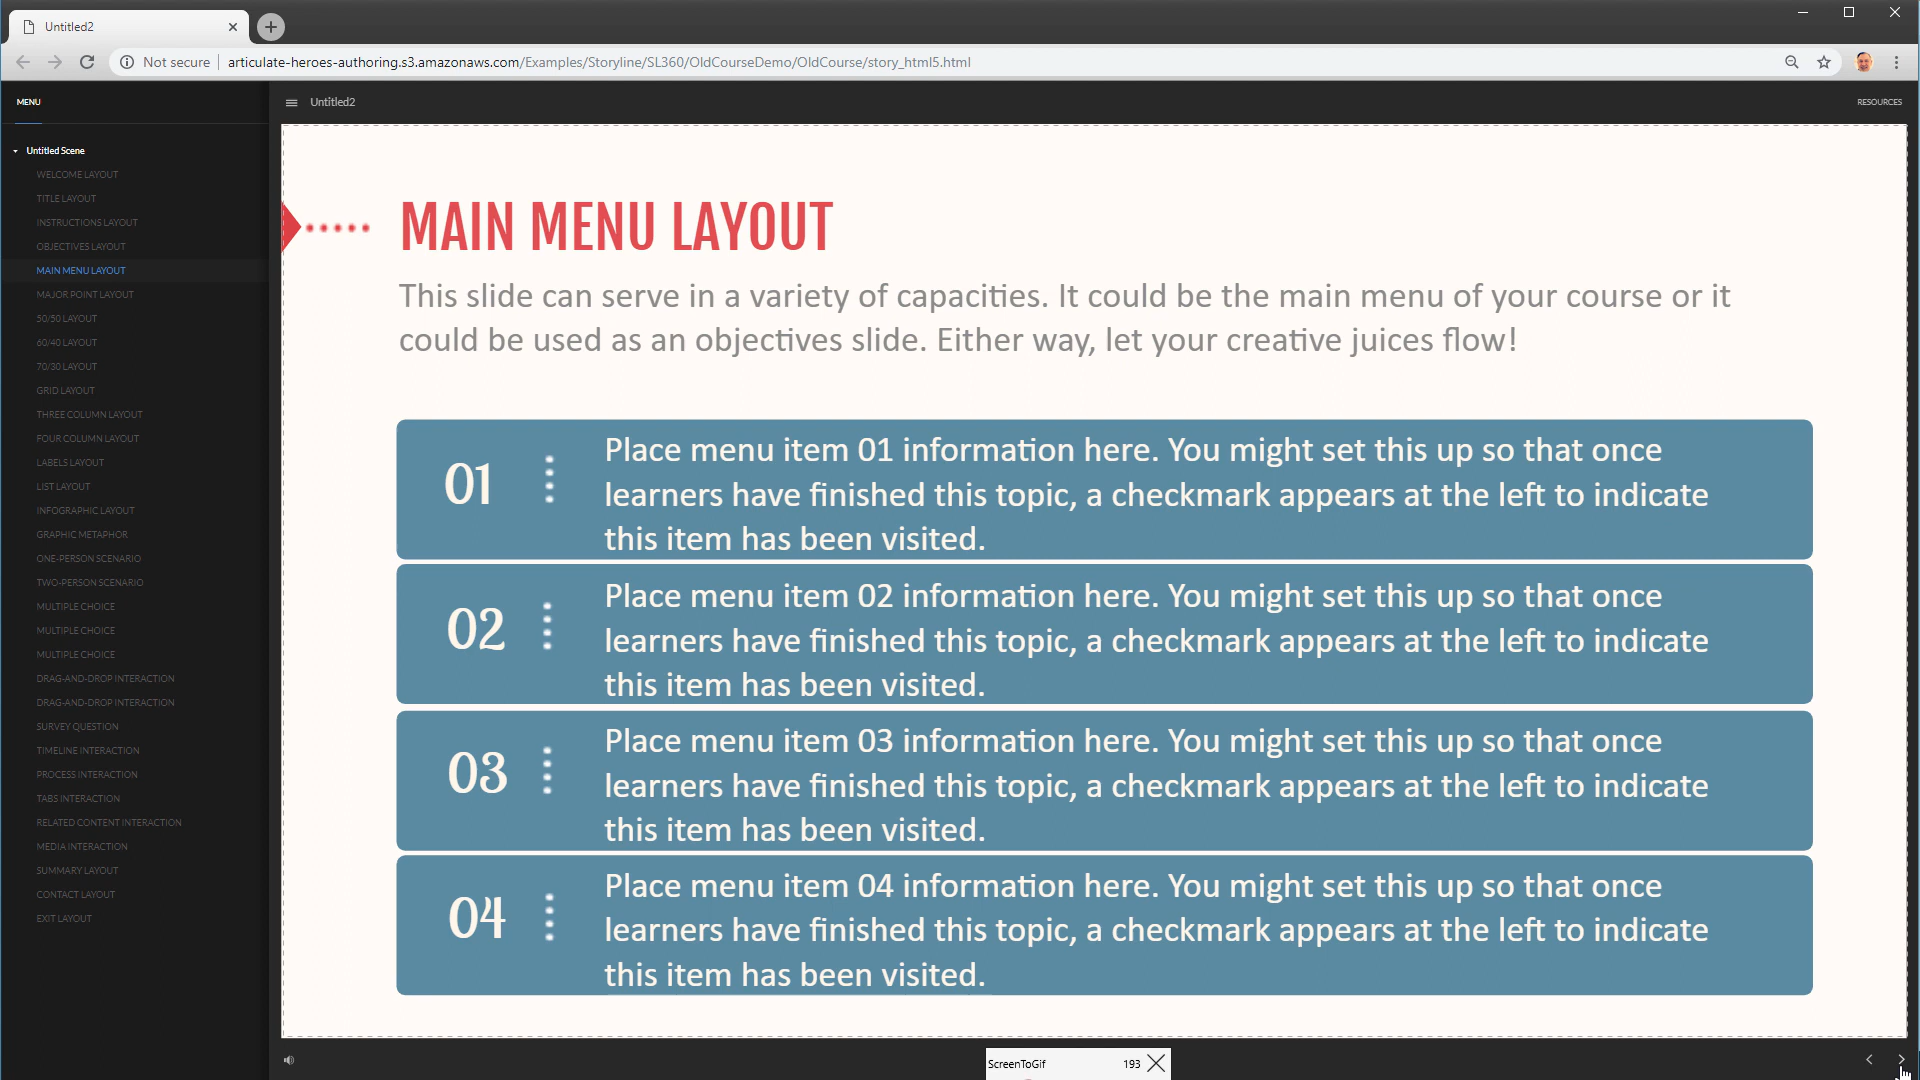 Untitled2
Not secure
articulate-heroes-authoring.s3.amazonaws.com/Examples/Storyline/SL360/OldCourseDemo/OldCourse/story_html5.html
MENU
Untitled2
RESOURCES
Untitled Scene
WELCOME LAYOUT
TITLE LAYOUT
INSTRUCTIONS LAYOUT
OBJECTIVES LAYOUT
MAIN MENU LAYOUT
MAJOR POINT LAYOUT
50/50 LAYOUT
60/40 LAYOUT
70/30 LAYOUT
GRID LAYOUT
THREE COLUMN LAYOUT
FOUR COLUMN LAYOUT
LABELS LAYOUT
LIST LAYOUT
INFOGRAPHIC LAYOUT
GRAPHIC METAPHOR
ONE-PERSON SCENARIO
TWO-PERSON SCENARIO
MULTIPLE CHOICE
MULTIPLE CHOICE
MULTIPLE CHOICE
DRAG-AND-DROP INTERACTION
DRAG-AND-DROP INTERACTION
SURVEY QUESTION
TIMELINE INTERACTION
PROCESS INTERACTION
TABS INTERACTION
RELATED CONTENT INTERACTION
MEDIA INTERACTION
SUMMARY LAYOUT
CONTACT LAYOUT
EXIT LAYOUT
MAIN MENU LAYOUT
This slide can serve in a variety of capacities. It could be the main menu of your course or it
could be used as an objectives slide. Either way, let your creative juices flow!
01
Place menu item 01 information here. You might set this up so that once
learners have finished this topic, a checkmark appears at the left to indicate
this item has been visited.
02
Place menu item 02 information here. You might set this up so that once
learners have finished this topic, a checkmark appears at the left to indicate
this item has been visited.
03
Place menu item 03 information here. You might set this up so that once
learners have finished this topic, a checkmark appears at the left to indicate
this item has been visited.
04
Place menu item 04 information here. You might set this up so that once
learners have finished this topic, a checkmark appears at the left to indicate
this item has been visited.
ScreenToGif 193